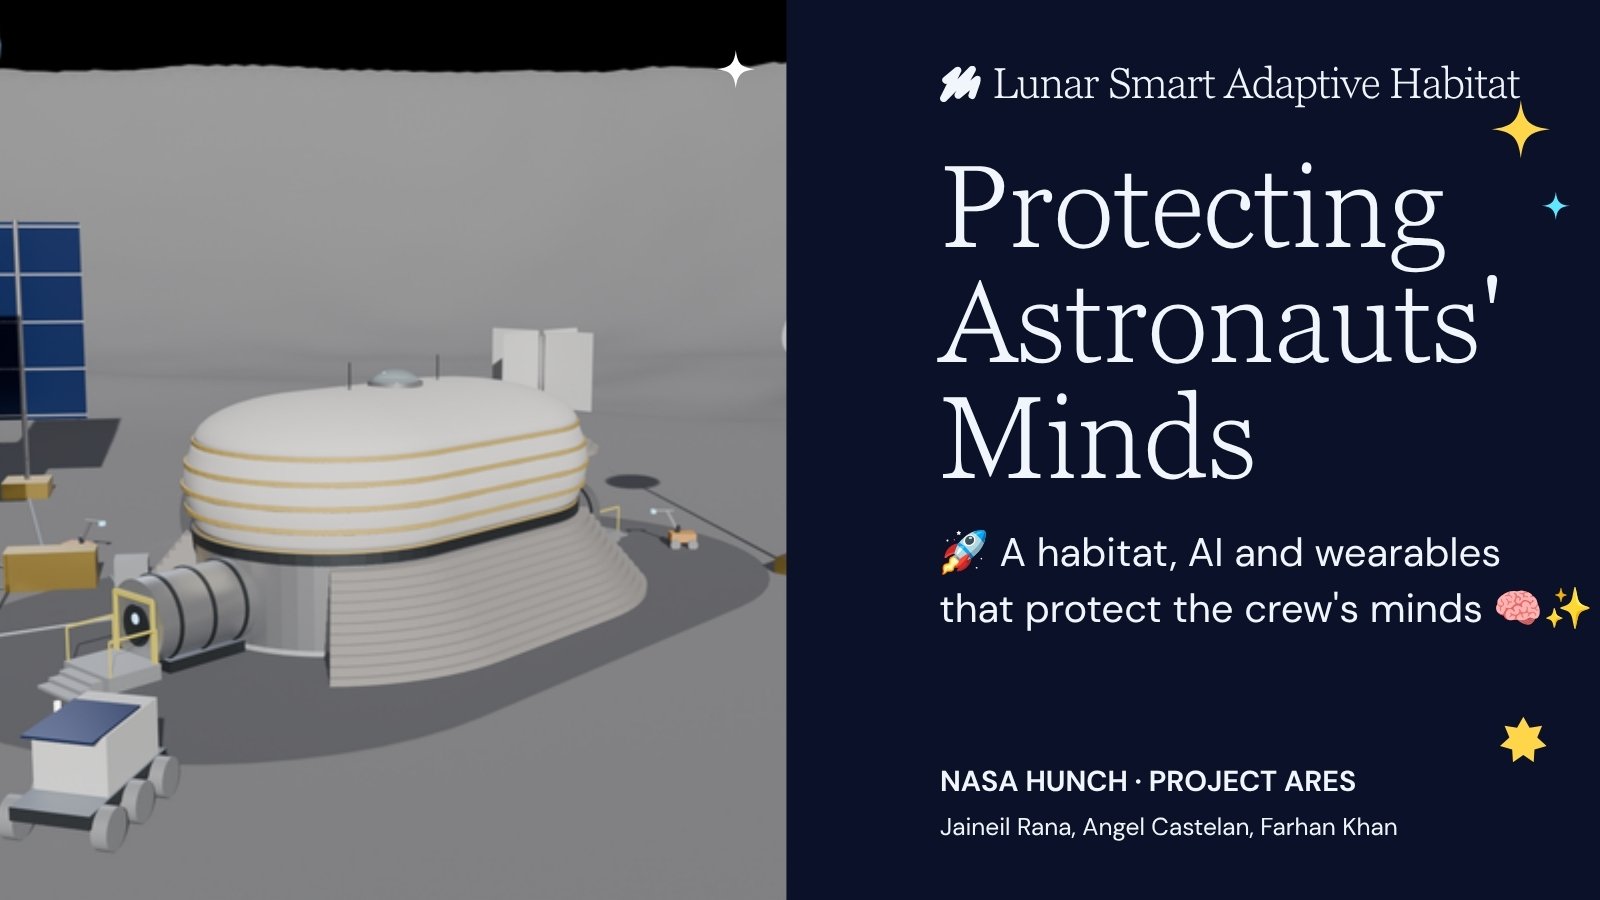 Lunar Smart Adaptive Habitat
Protecting
Astronauts'
Minds
🚀 A habitat, AI and wearables
that protect the crew's minds 🧠✨
NASA HUNCH · PROJECT ARES
Jaineil Rana, Angel Castelan, Farhan Khan